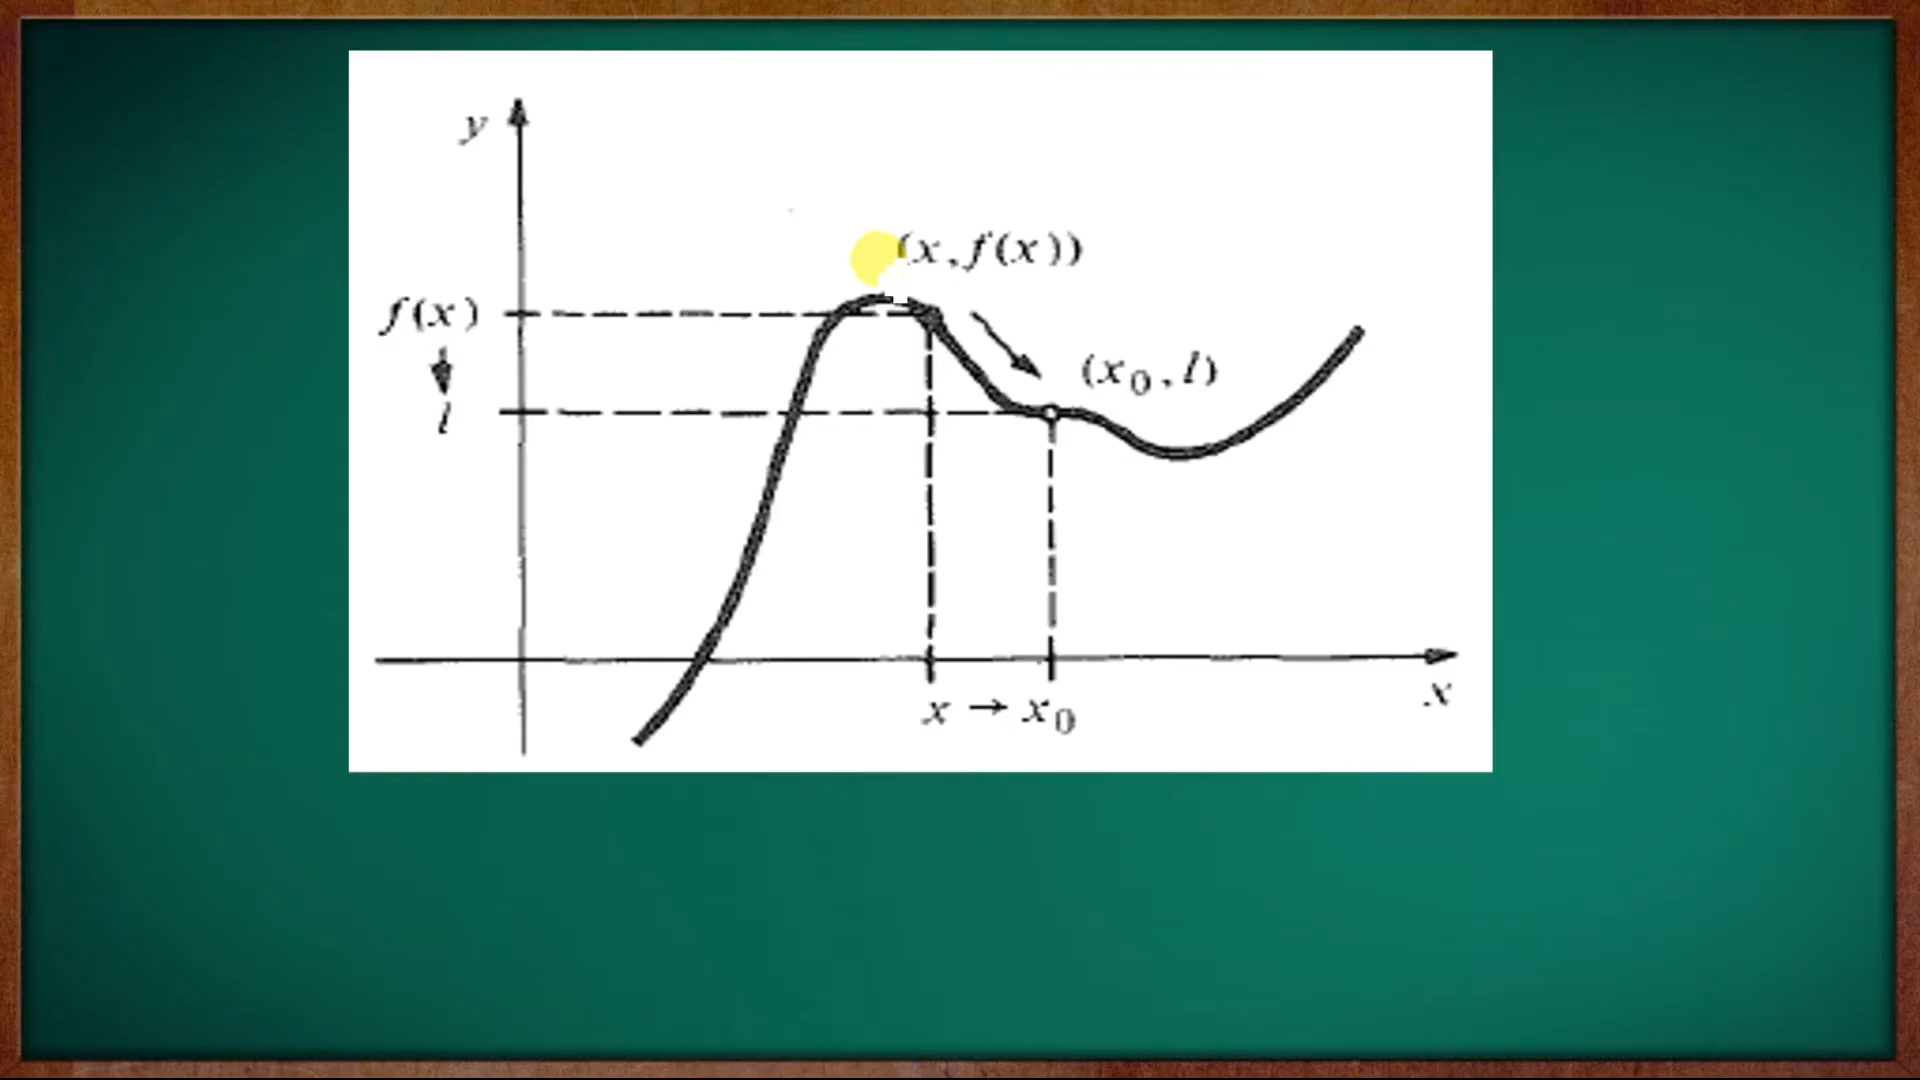 y
(x, f(x))
f(x)
(x₀, l)
l
x → x₀
x